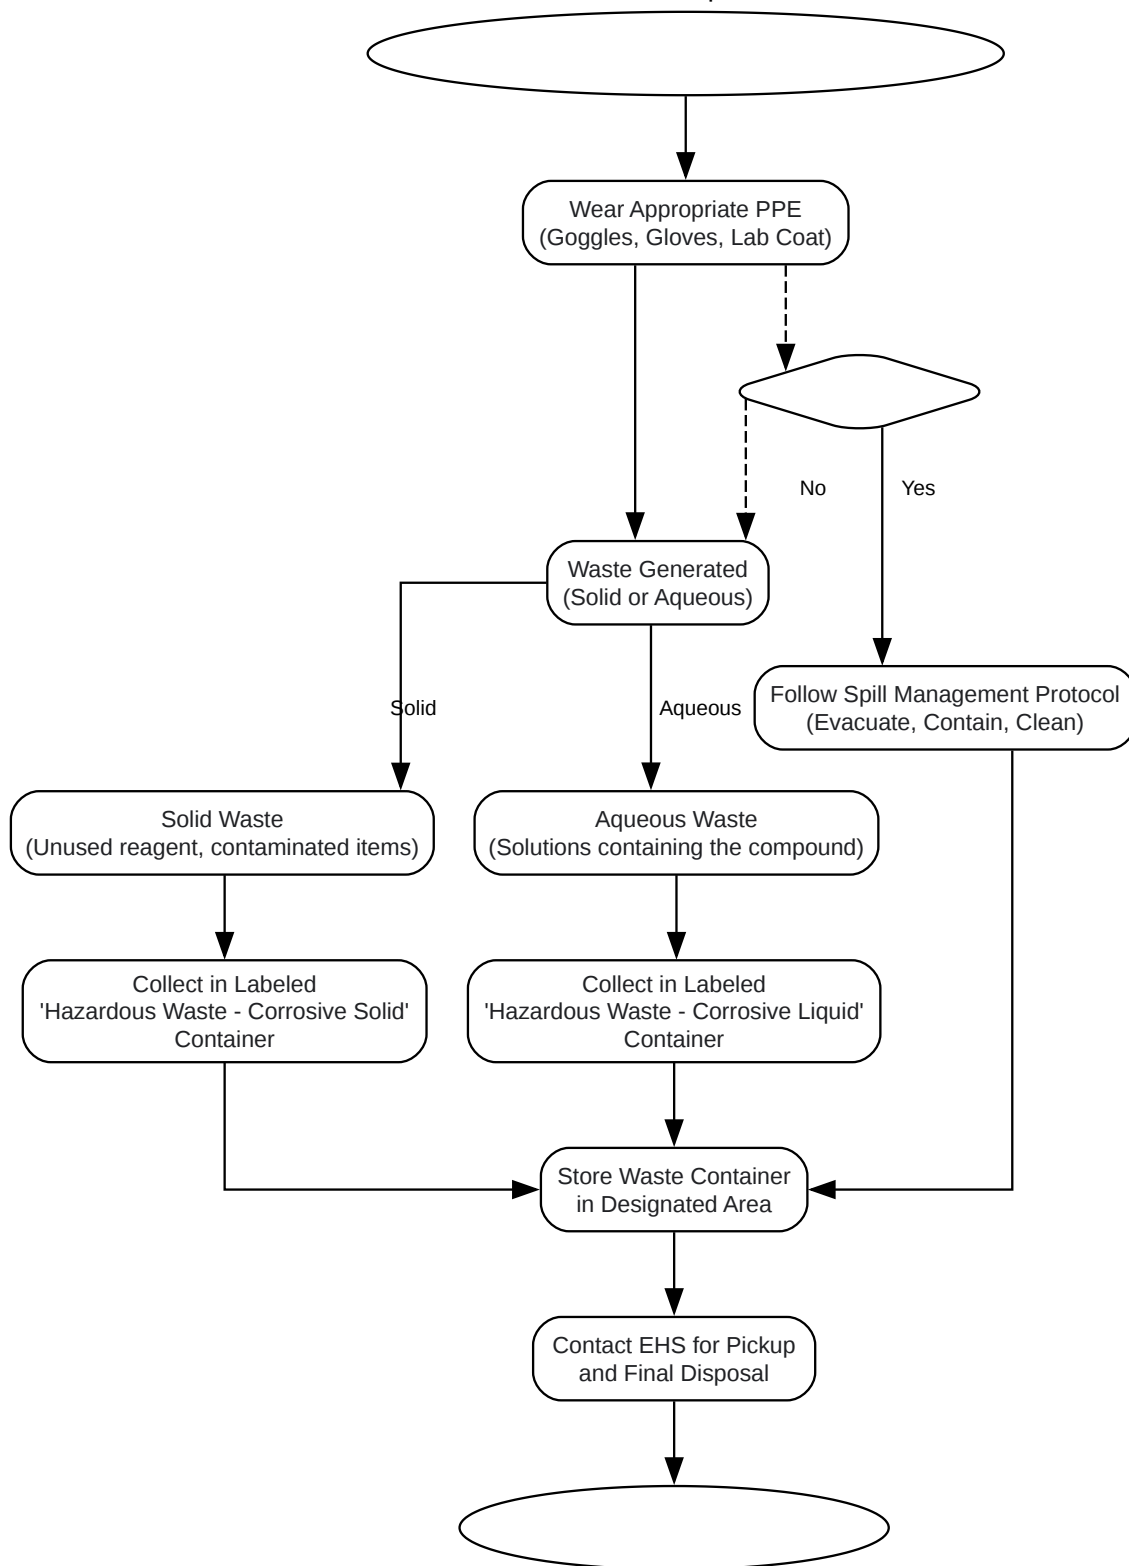 Wear Appropriate PPE
(Goggles, Gloves, Lab Coat)
No
Yes
Waste Generated
(Solid or Aqueous)
Follow Spill Management Protocol
(Evacuate, Contain, Clean)
Solid
Aqueous
Solid Waste
(Unused reagent, contaminated items)
Aqueous Waste
(Solutions containing the compound)
Collect in Labeled
'Hazardous Waste - Corrosive Solid'
Container
Collect in Labeled
'Hazardous Waste - Corrosive Liquid'
Container
Store Waste Container
in Designated Area
Contact EHS for Pickup
and Final Disposal